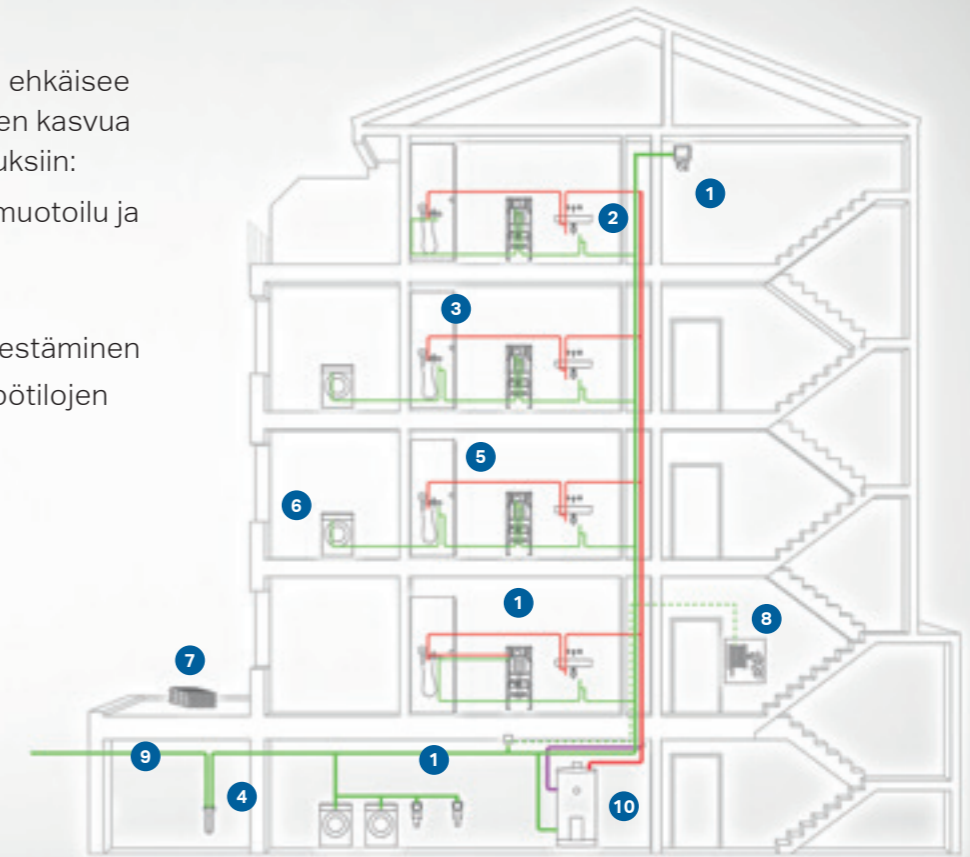 ehkäisee
en kasvua
uksiin:
muotoilu ja
estäminen
pötilojen
1
2
3
5
6
1
8
7
9
1
4
10